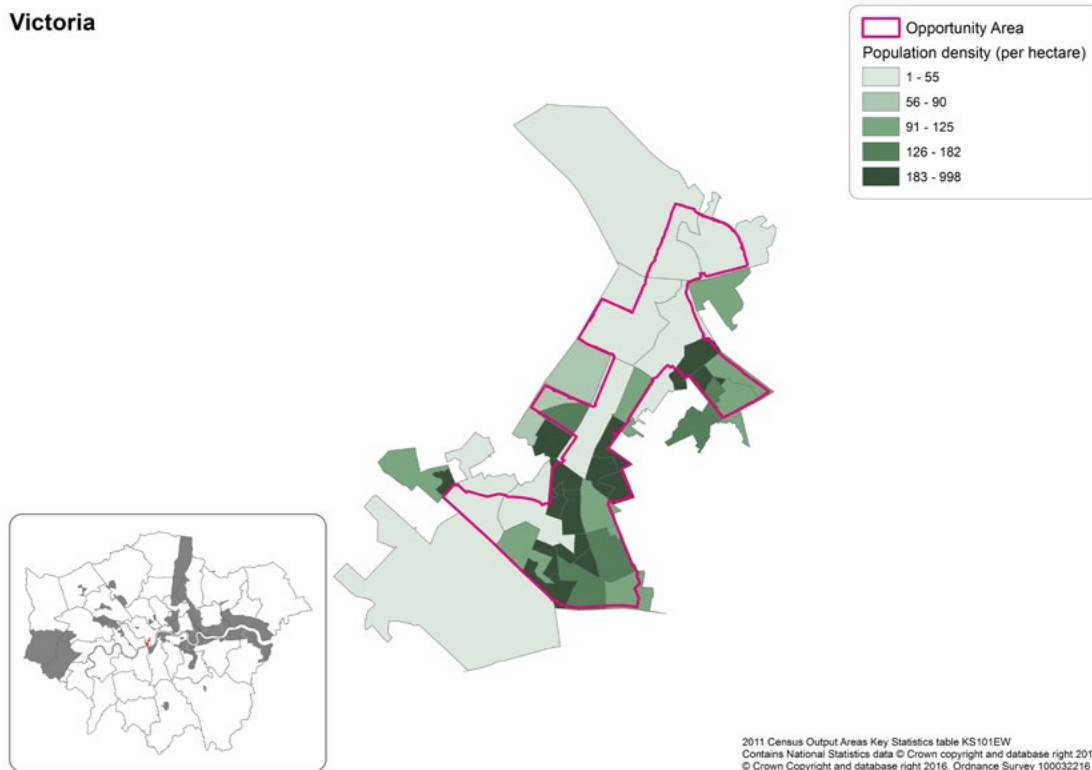 Victoria
Opportunity Area
Population density (per hectare)
1 - 55
56 - 90
91 - 125
126 - 182
183 - 998
2011 Census Output Areas Key Statistics table KS101EW
Contains National Statistics data © Crown copyright and database right 201
© Crown Copyright and database right 2016. Ordnance Survey 100032216